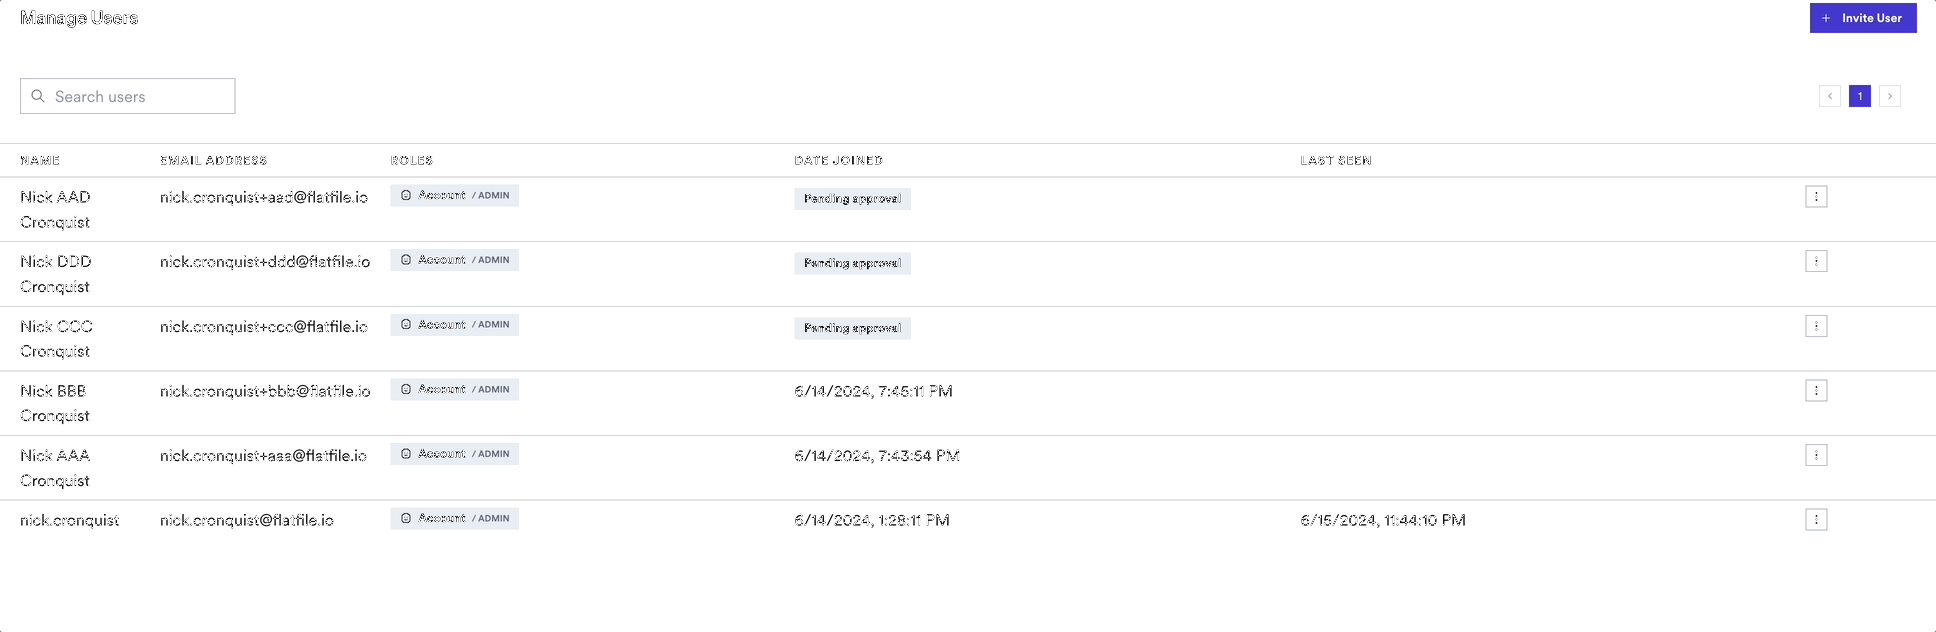 Manage Users
+ Invite User
Search users
< 1 >
NAME EMAIL ADDRESS ROLES DATE JOINED LAST SEEN
Nick AAD Cronquist nick.cronquist+aad@flatfile.io Account / ADMIN Pending approval
Nick DDD Cronquist nick.cronquist+ddd@flatfile.io Account / ADMIN Pending approval
Nick CCC Cronquist nick.cronquist+ccc@flatfile.io Account / ADMIN Pending approval
Nick BBB Cronquist nick.cronquist+bbb@flatfile.io Account / ADMIN 6/14/2024, 7:45:11 PM
Nick AAA Cronquist nick.cronquist+aaa@flatfile.io Account / ADMIN 6/14/2024, 7:43:54 PM
nick.cronquist nick.cronquist@flatfile.io Account / ADMIN 6/14/2024, 1:28:11 PM 6/15/2024, 11:44:10 PM